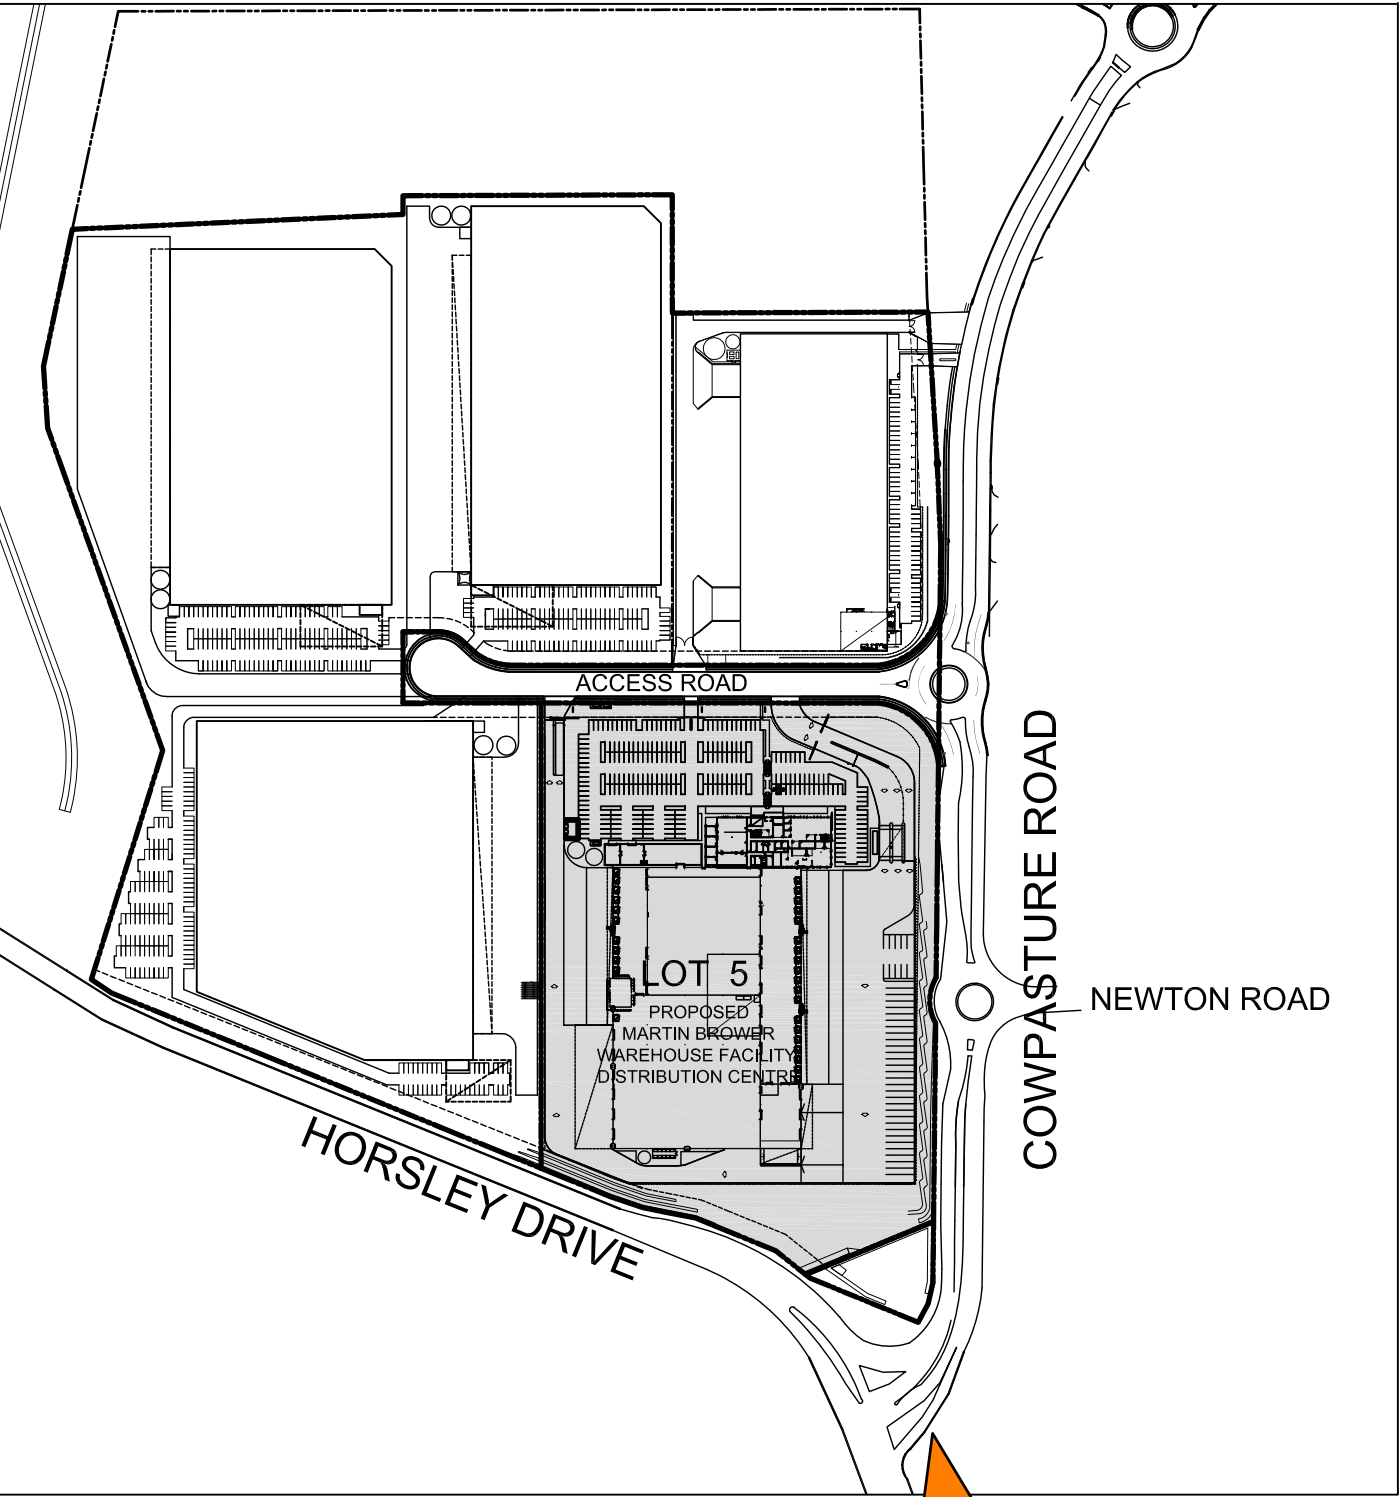 ACCESS ROAD
LOT 5
PROPOSED
MARTIN BROWER
WAREHOUSE FACILITY
DISTRIBUTION CENTRE
NEWTON ROAD
COWPASTURE ROAD
HORSLEY DRIVE